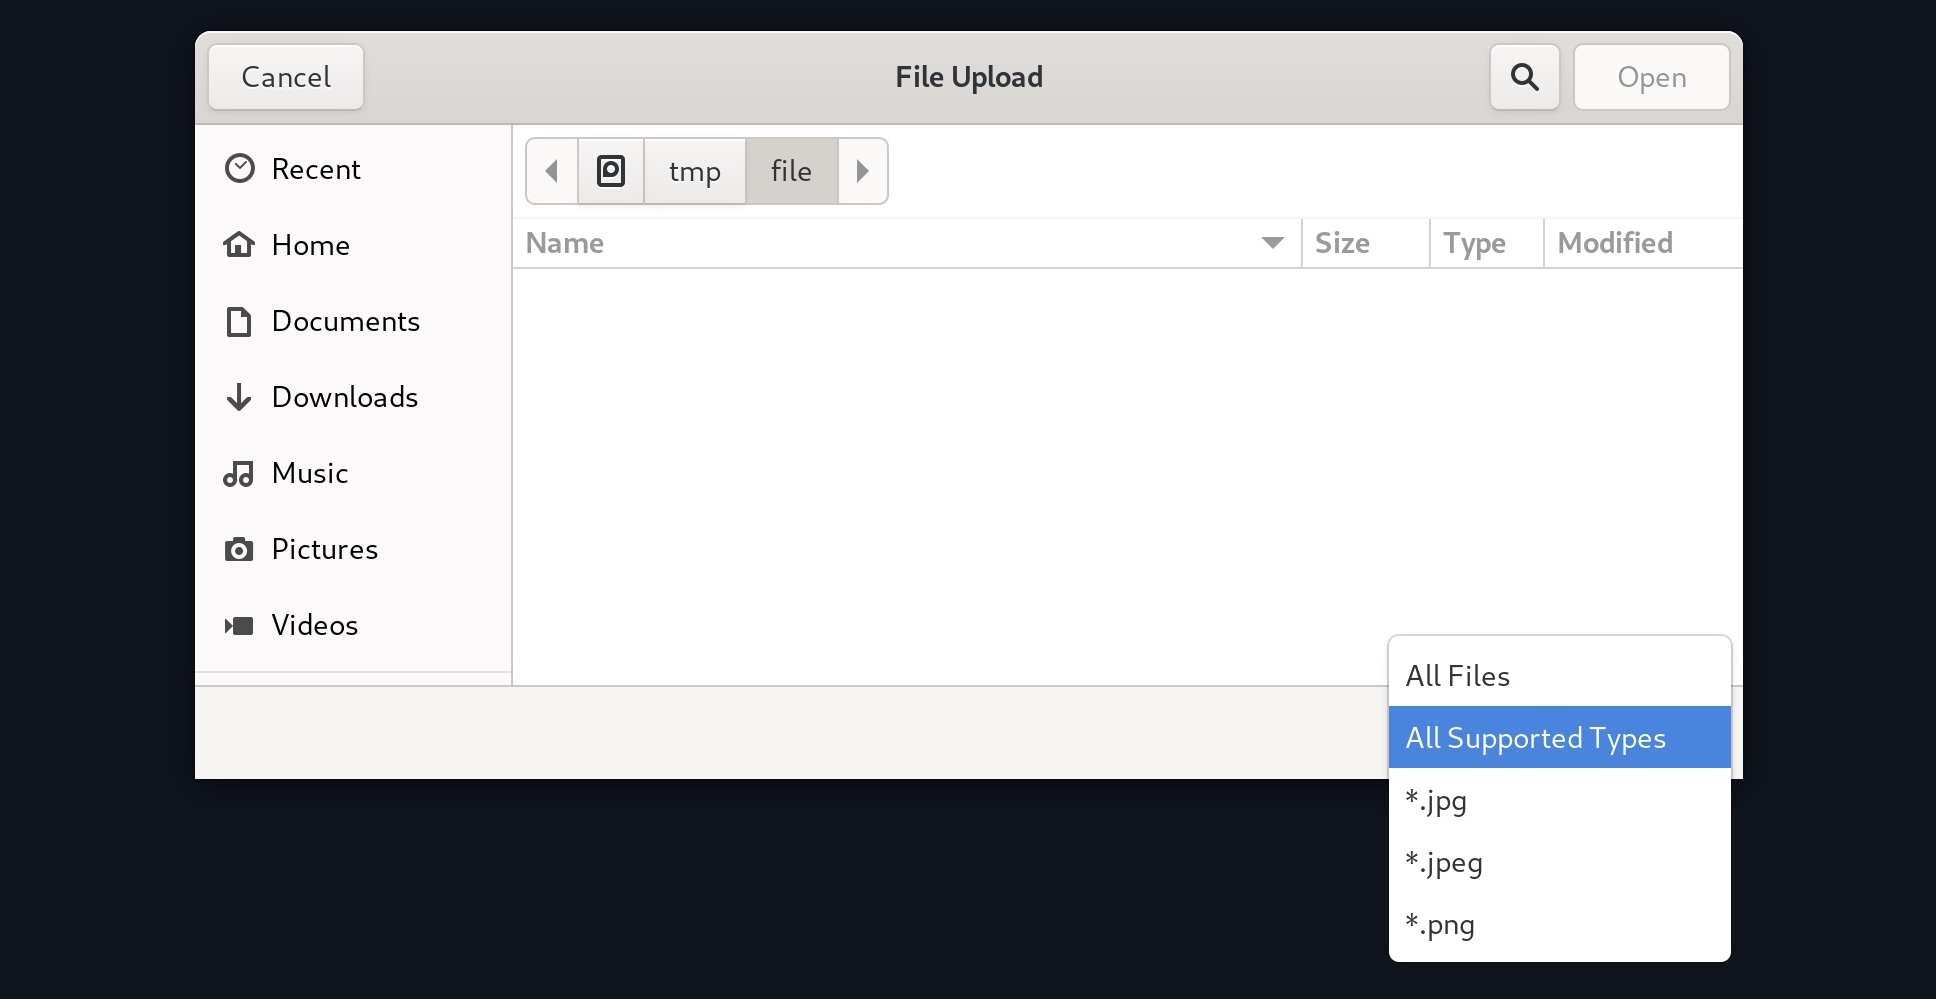 Cancel
File Upload
Open
Recent
Home
Documents
Downloads
Music
Pictures
Videos
tmp
file
Name
Size
Type
Modified
All Files
All Supported Types
*.jpg
*.jpeg
*.png